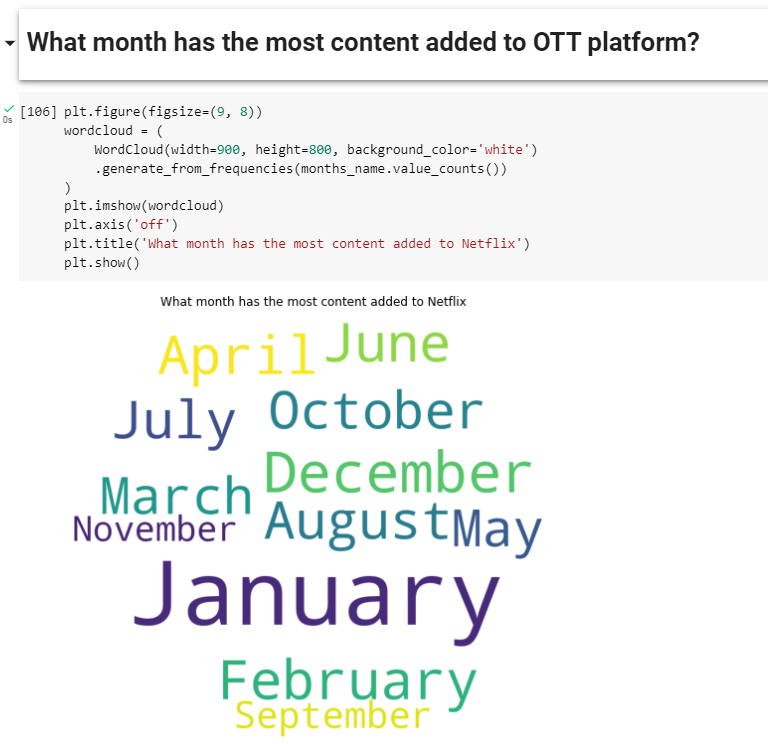 What month has the most content added to OTT platform?
0s
[106] plt.figure(figsize=(9, 8))
wordcloud = (
    WordCloud(width=900, height=800, background_color='white')
    .generate_from_frequencies(months_name.value_counts())
)
plt.imshow(wordcloud)
plt.axis('off')
plt.title('What month has the most content added to Netflix')
plt.show()
What month has the most content added to Netflix
April June
July October
December
March
November August May
January
February
September